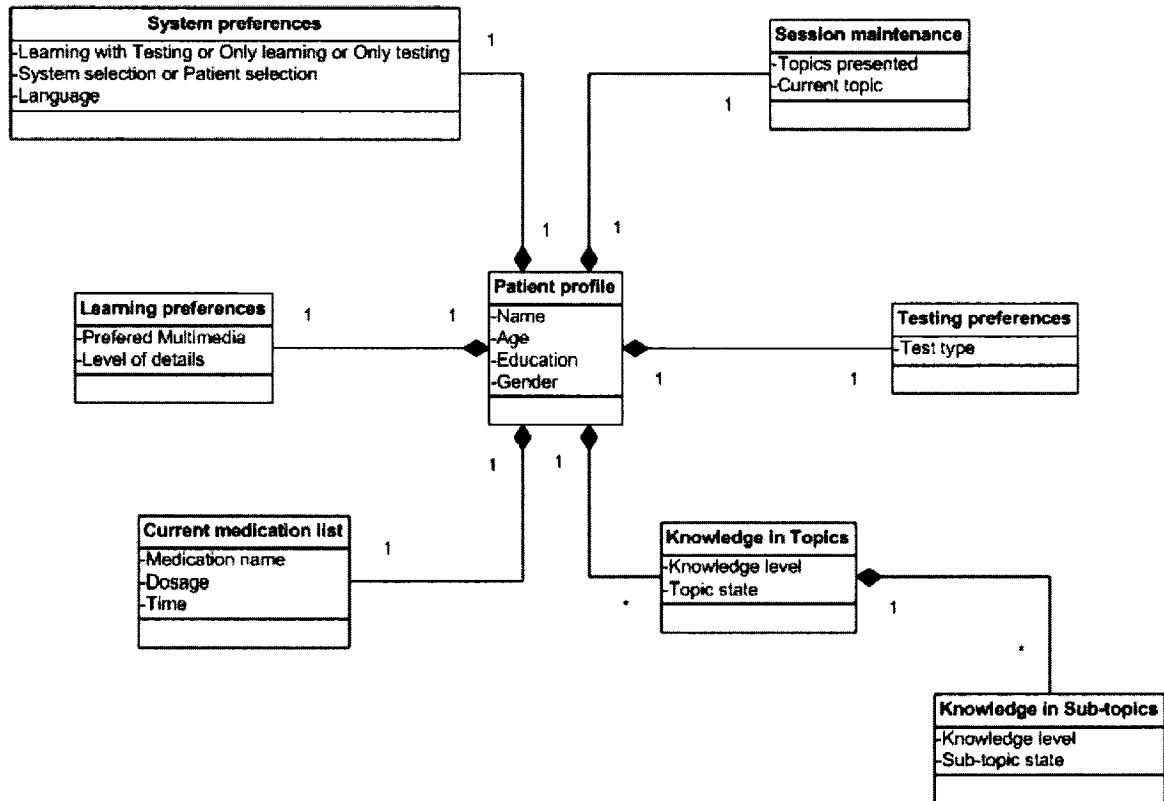 System preferences
-Learning with Testing or Only learning or Only testing
-System selection or Patient selection
-Language
1
Session maintenance
-Topics presented
-Current topic
1
1
1
Learning preferences
-Prefered Multimedia
-Level of details
1
1
Patient profile
-Name
-Age
-Education
-Gender
Testing preferences
-Test type
1
1
1
1
Current medication list
-Medication name
-Dosage
-Time
1
Knowledge in Topics
-Knowledge level
-Topic state
*
1
*
Knowledge in Sub-topics
-Knowledge level
-Sub-topic state